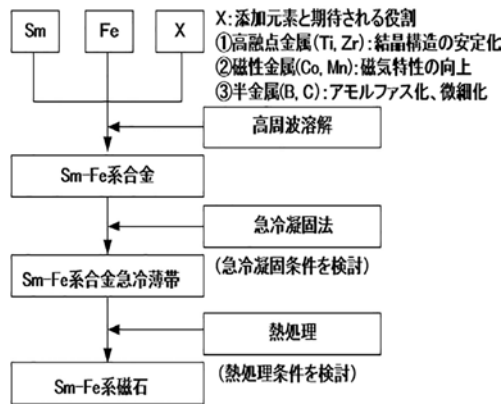 Sm Fe X
X:添加元素と期待される役割
①高融点金属(Ti, Zr):結晶構造の安定化
②磁性金属(Co, Mn):磁気特性の向上
③半金属(B, C):アモルファス化、微細化
高周波溶解
Sm-Fe系合金
急冷凝固法
(急冷凝固条件を検討)
Sm-Fe系合金急冷薄帯
熱処理
(熱処理条件を検討)
Sm-Fe系磁石